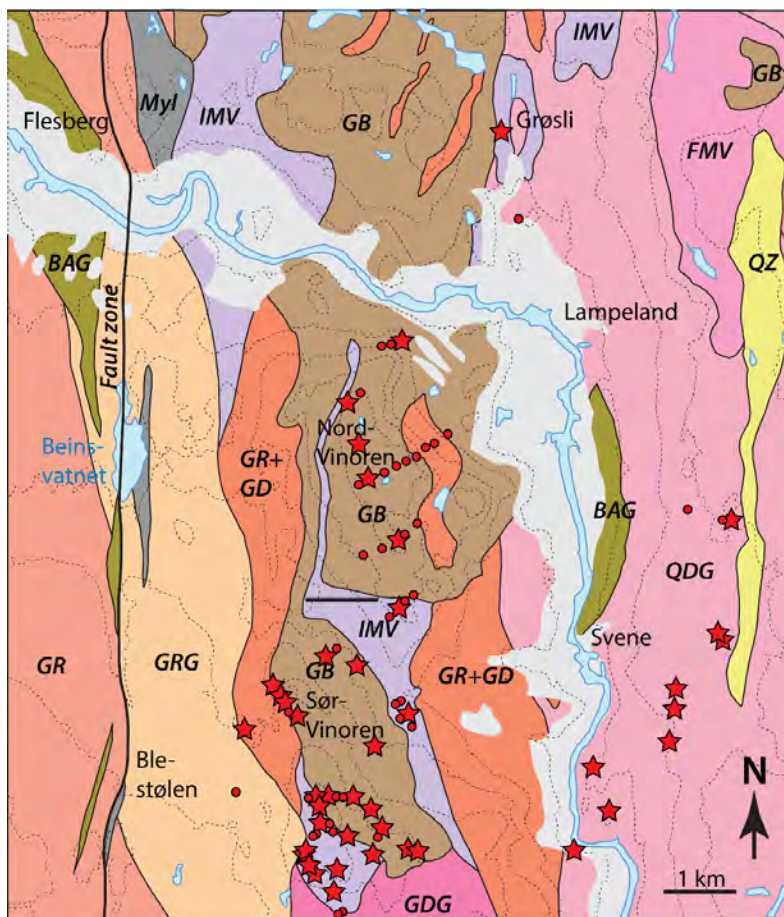 IMV
GB
Myl
Flesberg
IMV
GB
Grøsli
FMV
QZ
BAG
Fault zone
Lampeland
Beins-
vatnet
Nord-
Vinoren
GR+
GD
GB
BAG
QDG
Svene
IMV
GR
GRG
GB
Sør-
Vinoren
GR+GD
Ble-
stølen
N
1 km
GDG